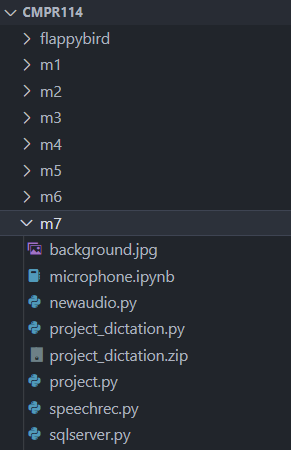 CMPR114
flappybird
m1
m2
m3
m4
m5
m6
m7
background.jpg
microphone.ipynb
newaudio.py
project_dictation.py
project_dictation.zip
project.py
speechrec.py
sqlserver.py